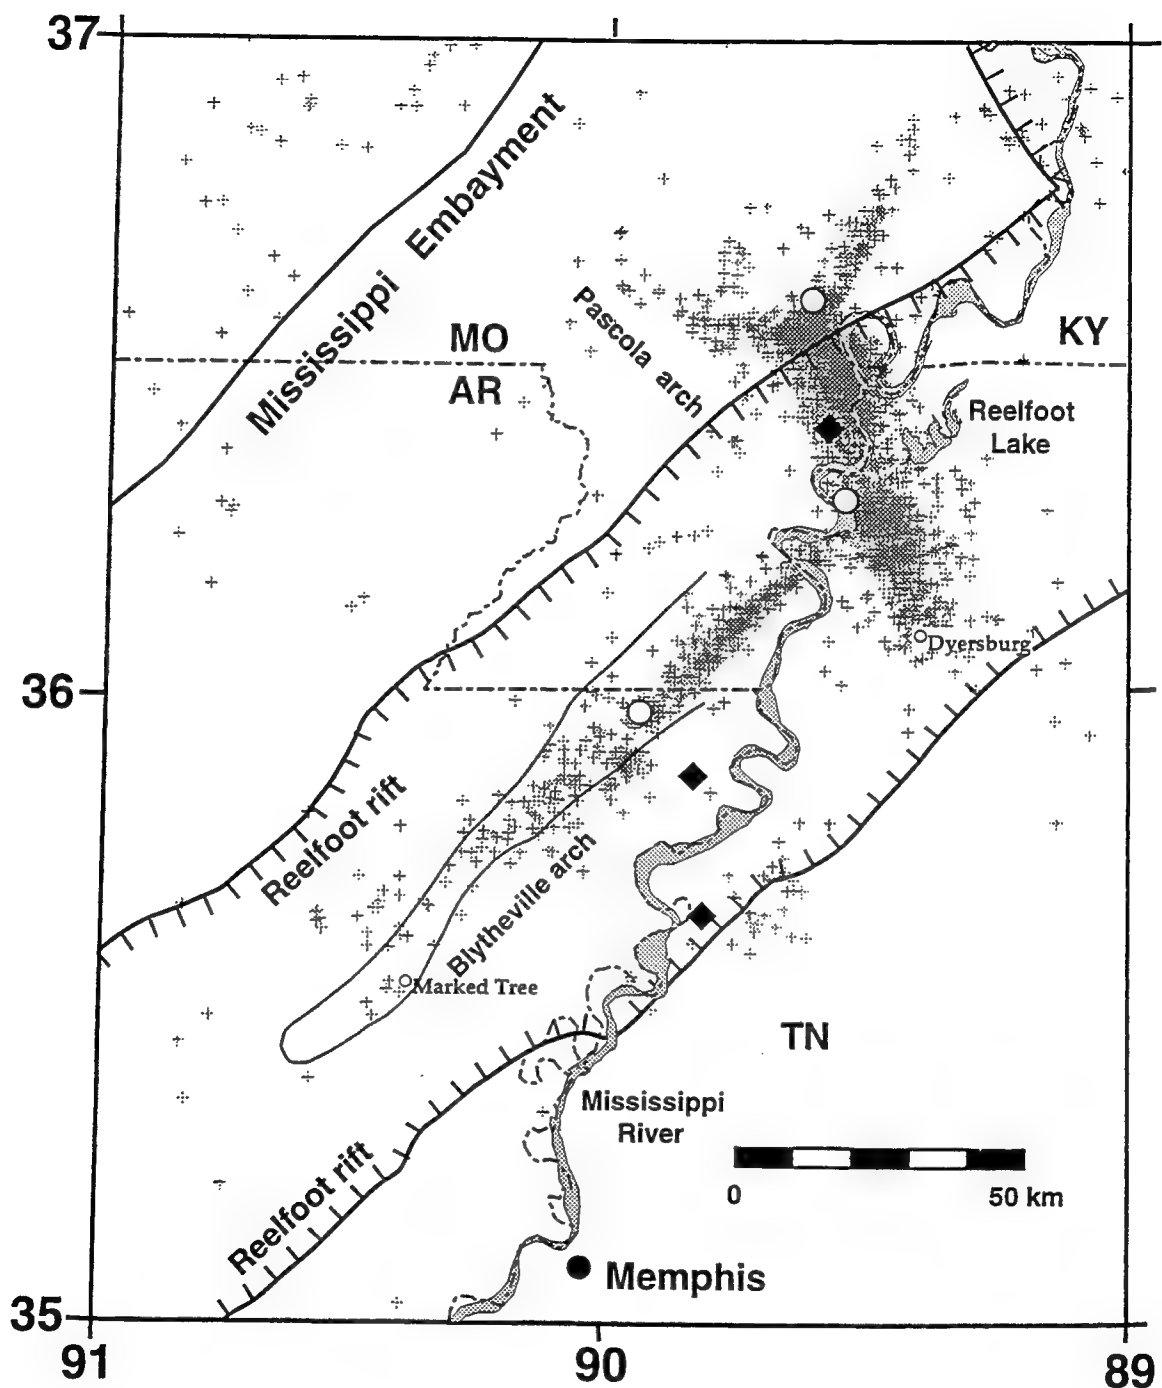 37
Mississippi Embayment
MO
AR
Pascola arch
KY
Reelfoot
Lake
Dyersburg
36
Reelfoot rift
Blytheville arch
Marked Tree
TN
Mississippi
River
0
50 km
Reelfoot rift
Memphis
35
91
90
89